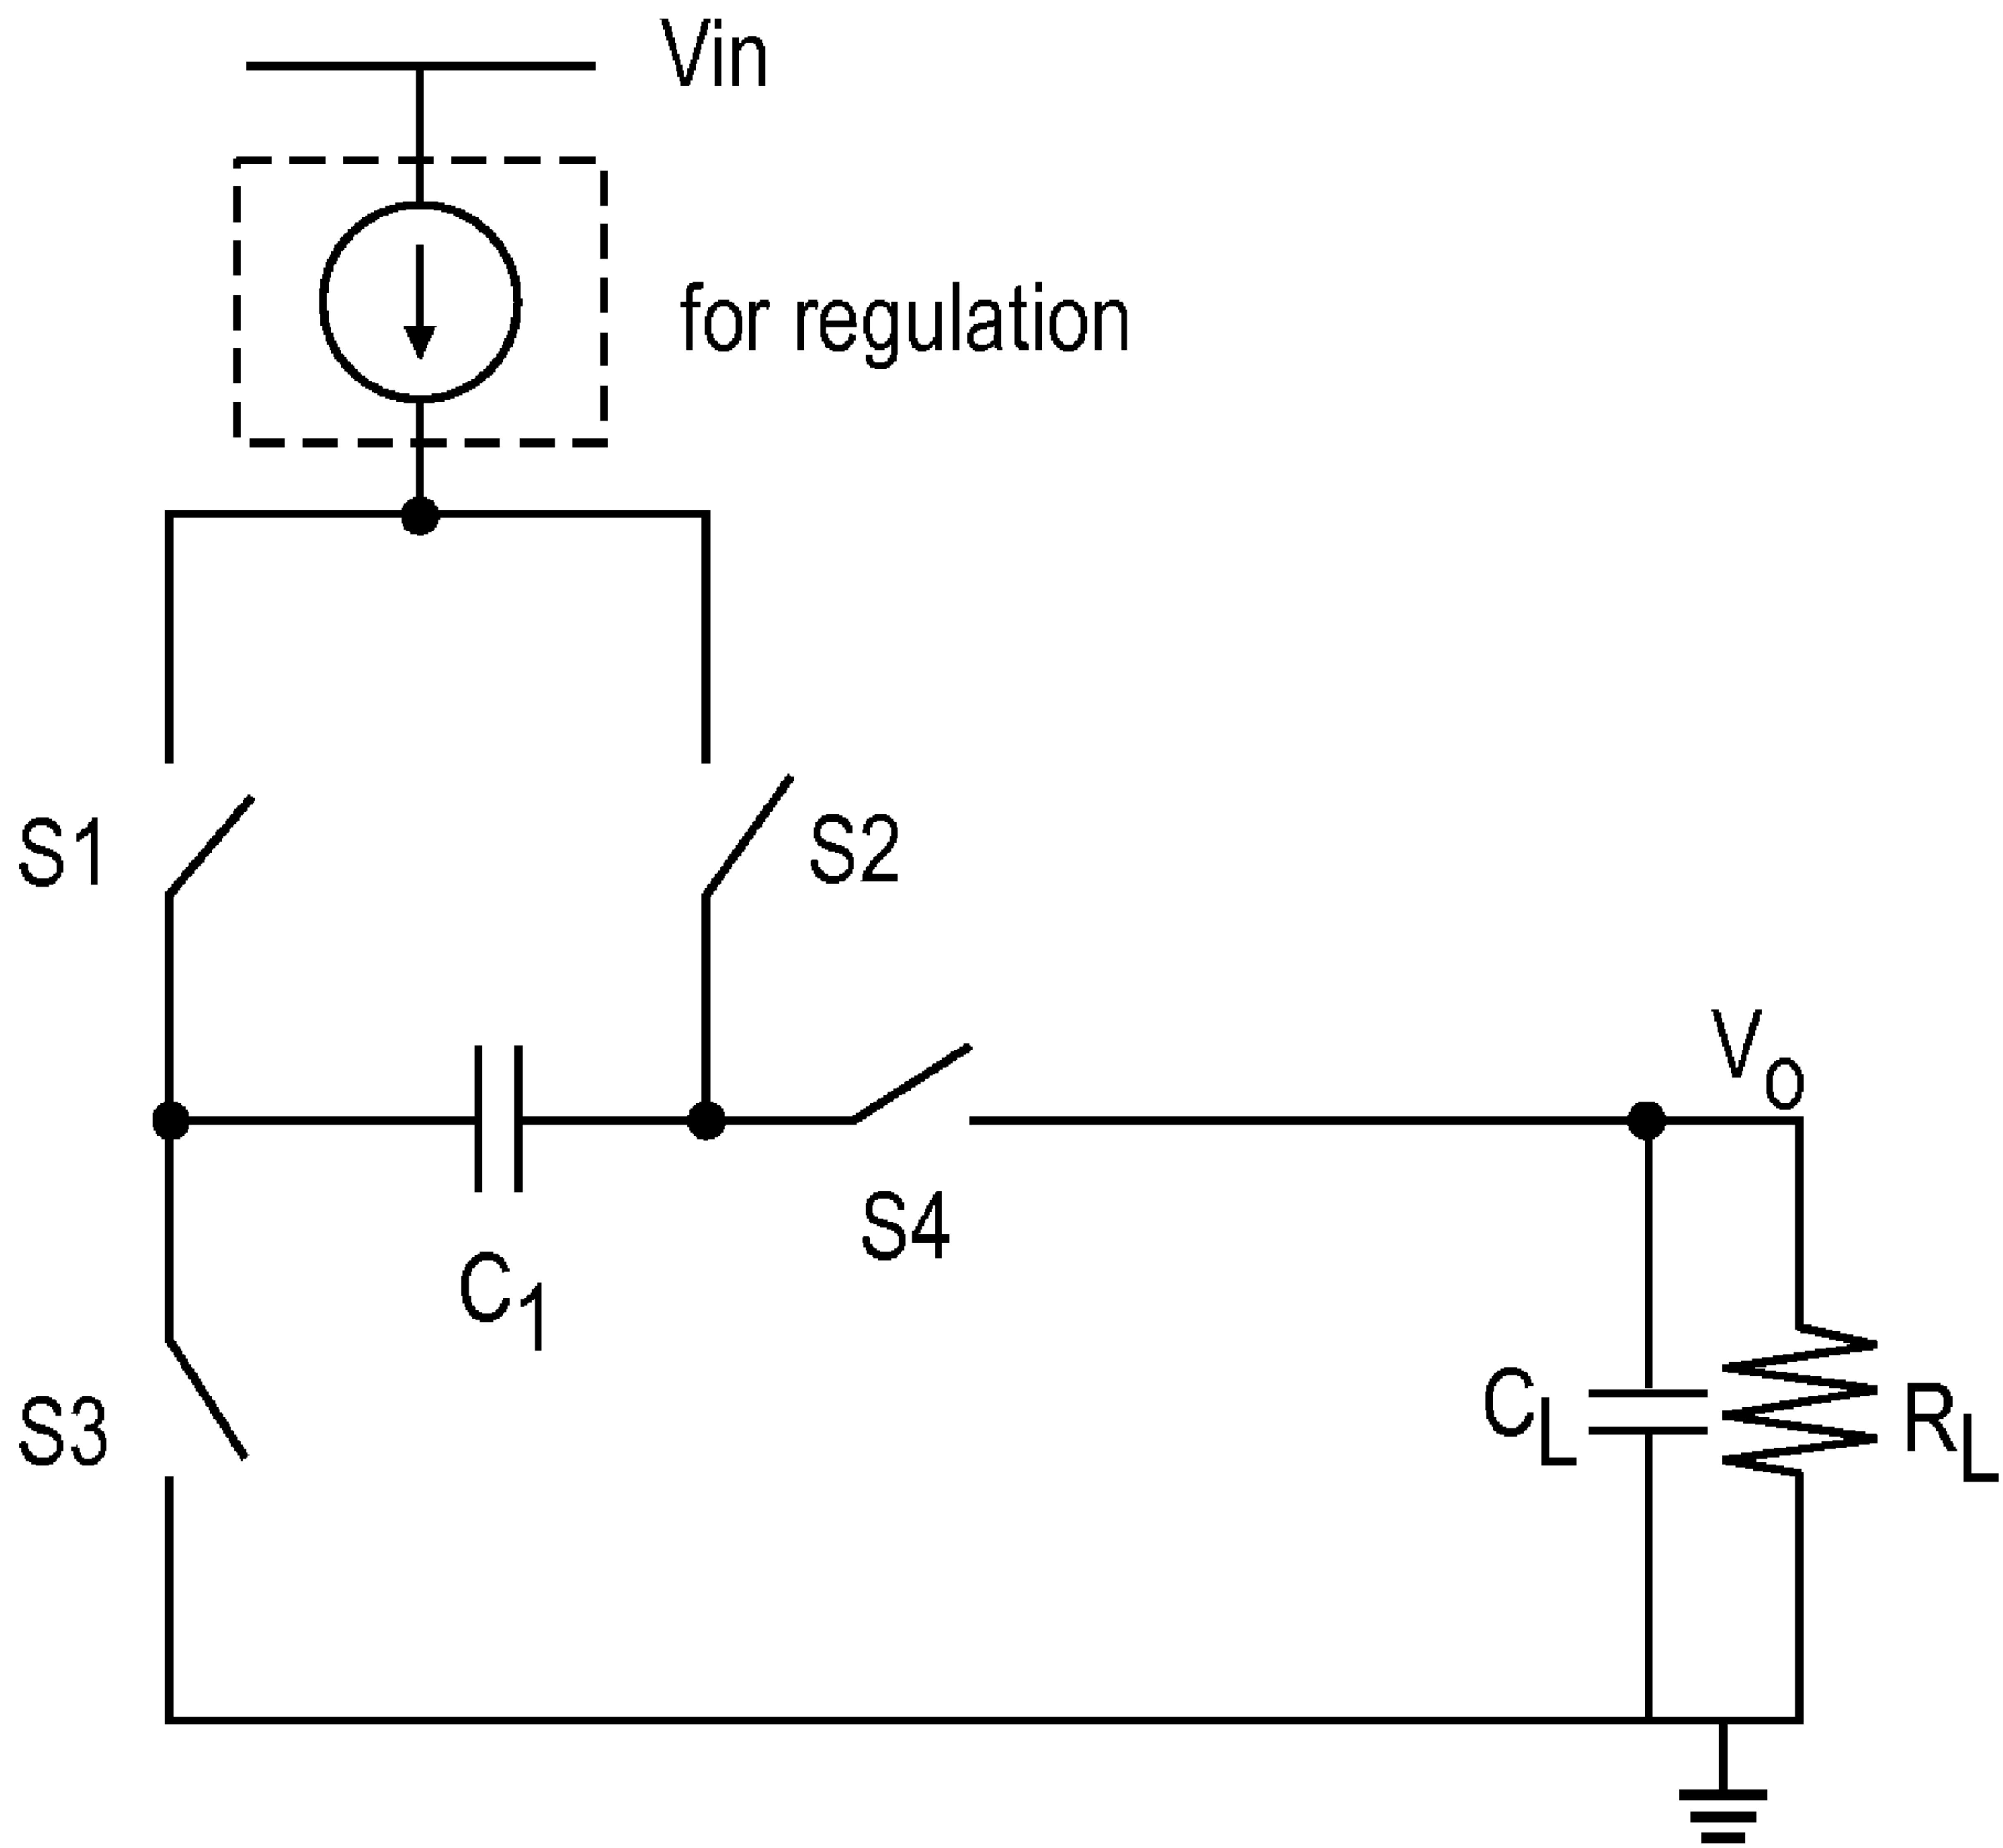 Vin
for regulation
S1
S2
Vo
S4
C1
S3
CL
RL